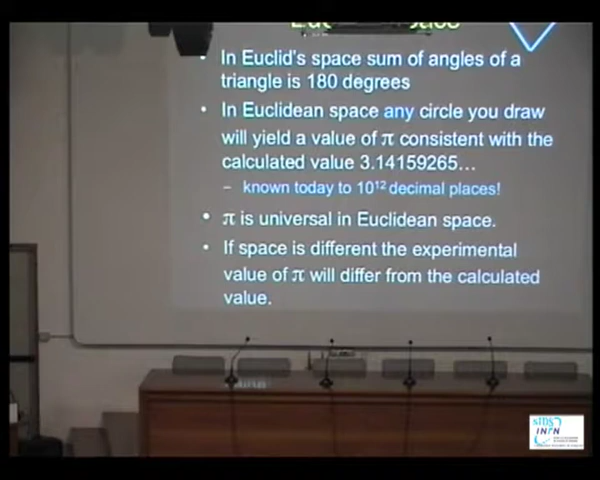 • In Euclid's space sum of angles of a
triangle is 180 degrees
• In Euclidean space any circle you draw
will yield a value of π consistent with the
calculated value 3.14159265...
– known today to 10¹² decimal places!
• π is universal in Euclidean space.
• If space is different the experimental
value of π will differ from the calculated
value.
SIDS
INFN